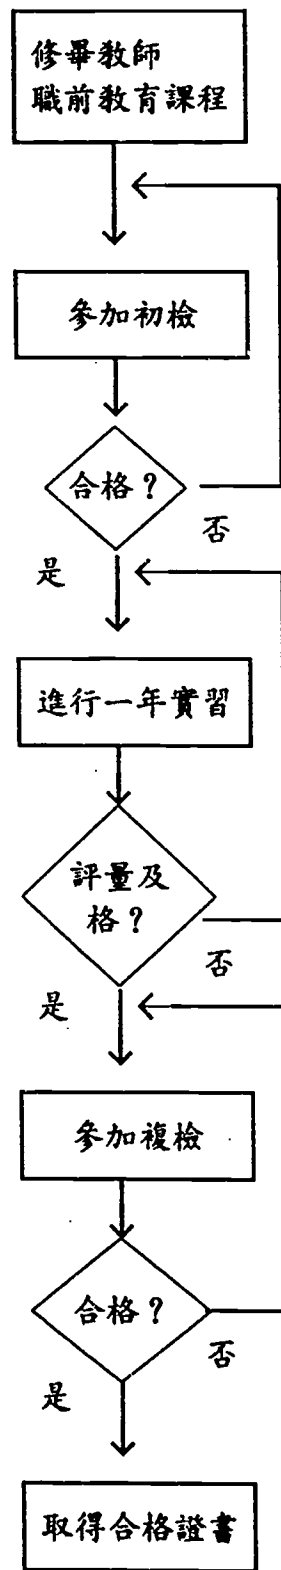 修畢教師
職前教育課程
參加初檢
合格？
否
是
進行一年實習
評量及
格？
否
是
參加複檢
合格？
否
是
取得合格證書